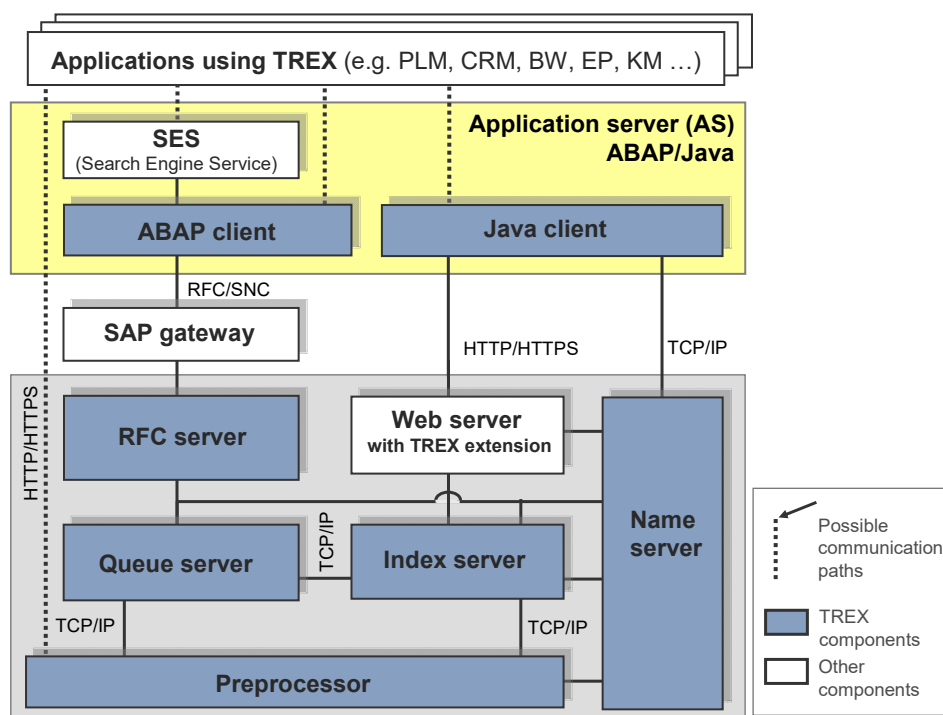 Applications using TREX (e.g. PLM, CRM, BW, EP, KM …)
Application server (AS)
ABAP/Java
SES
(Search Engine Service)
ABAP client
Java client
RFC/SNC
SAP gateway
HTTP/HTTPS
TCP/IP
HTTP/HTTPS
RFC server
Web server
with TREX extension
Name
server
Queue server
TCP/IP
Index server
TCP/IP
TCP/IP
Preprocessor
Possible
communication
paths
TREX
components
Other
components